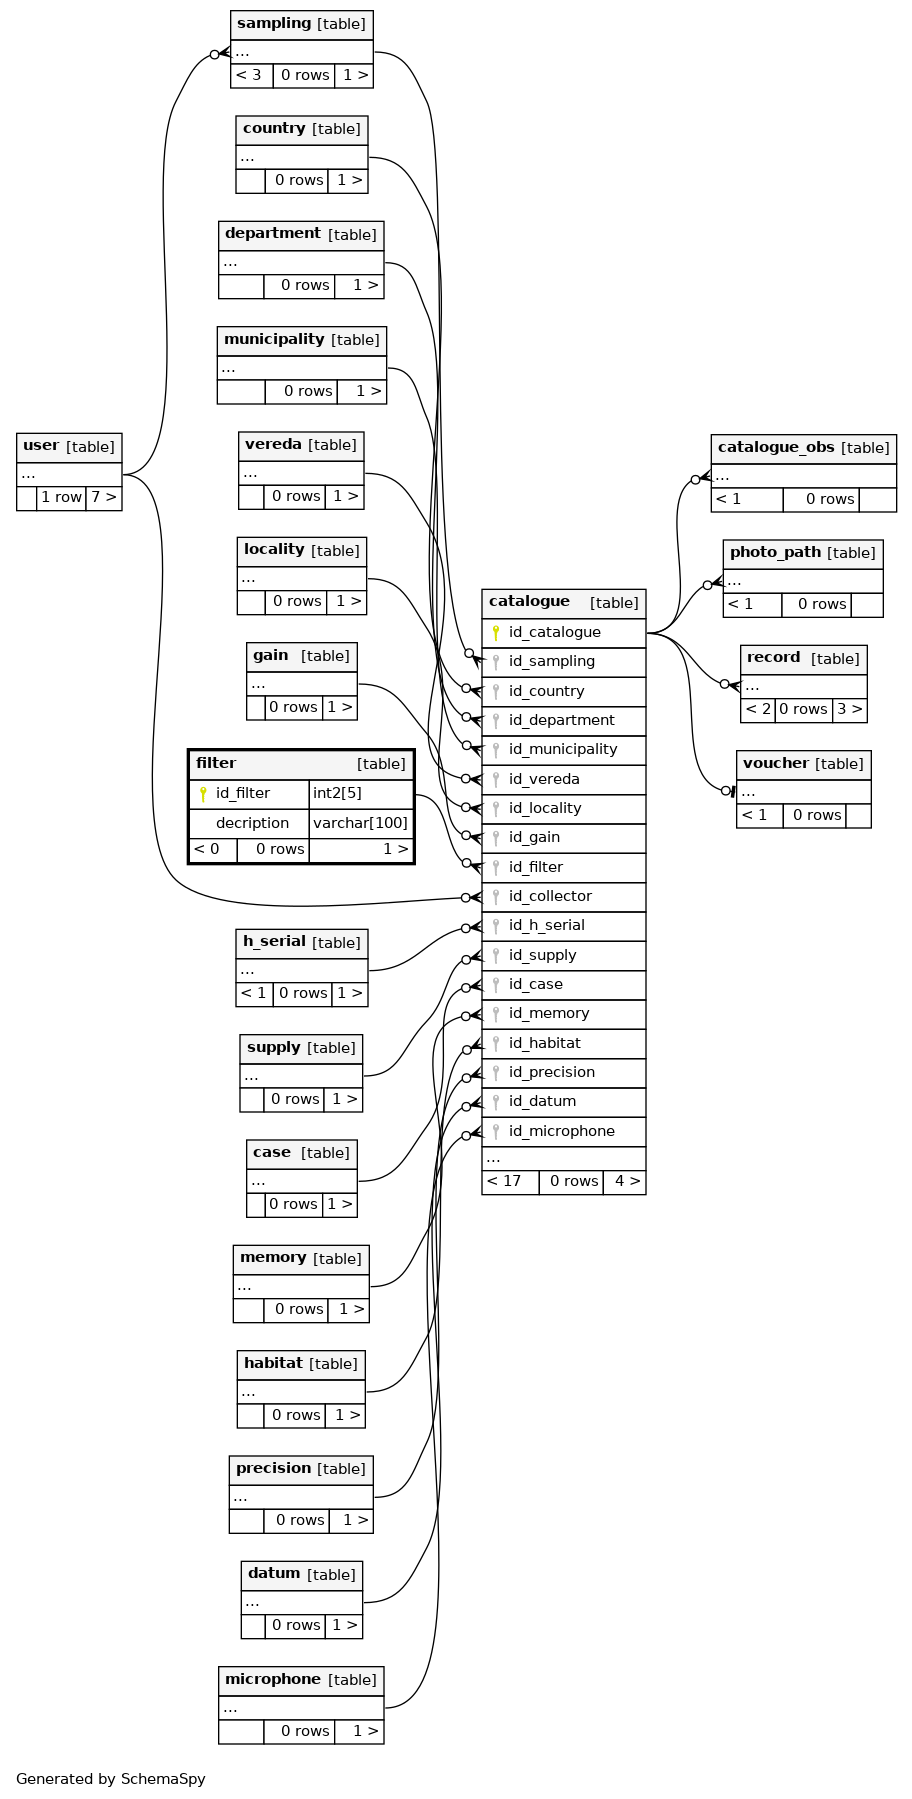 sampling [table]
...
< 3 0 rows 1 >
country [table]
...
0 rows 1 >
department [table]
...
0 rows 1 >
municipality [table]
...
0 rows 1 >
user [table]
...
1 row 7 >
vereda [table]
...
0 rows 1 >
locality [table]
...
0 rows 1 >
gain [table]
...
0 rows 1 >
filter [table]
id_filter int2[5]
decription varchar[100]
< 0 0 rows 1 >
h_serial [table]
...
< 1 0 rows 1 >
supply [table]
...
0 rows 1 >
case [table]
...
0 rows 1 >
memory [table]
...
0 rows 1 >
habitat [table]
...
0 rows 1 >
precision [table]
...
0 rows 1 >
datum [table]
...
0 rows 1 >
microphone [table]
...
0 rows 1 >
catalogue [table]
id_catalogue
id_sampling
id_country
id_department
id_municipality
id_vereda
id_locality
id_gain
id_filter
id_collector
id_h_serial
id_supply
id_case
id_memory
id_habitat
id_precision
id_datum
id_microphone
...
< 17 0 rows 4 >
catalogue_obs [table]
...
< 1 0 rows
photo_path [table]
...
< 1 0 rows
record [table]
...
< 2 0 rows 3 >
voucher [table]
...
< 1 0 rows
Generated by SchemaSpy